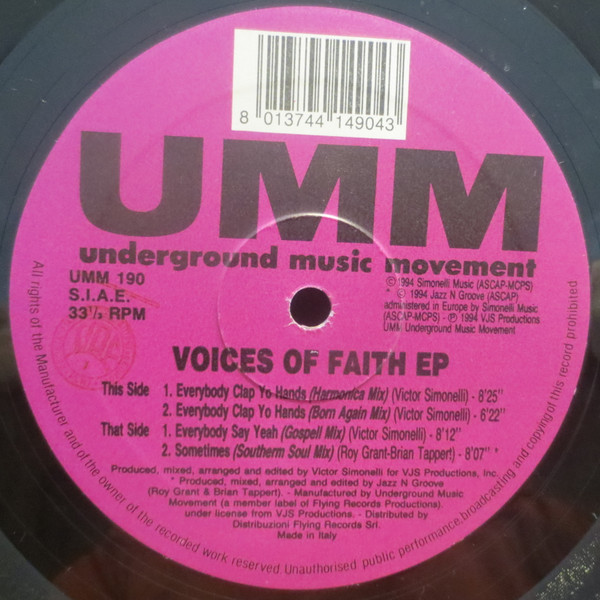 8 013744 149043
UMM
underground music movement
UMM 190
S.I.A.E.
33⅓ RPM
©1994 Simonelli Music (ASCAP-MCPS)
* © 1994 Jazz N Groove (ASCAP)
administered in Europe by Simonelli Music
(ASCAP-MCPS) - ℗ 1994 VJS Productions
UMM Underground Music Movement
VOICES OF FAITH EP
This Side 1. Everybody Clap Yo Hands (Harmonica Mix) (Victor Simonelli) - 8'25"
2. Everybody Clap Yo Hands (Born Again Mix) (Victor Simonelli) - 6'22"
That Side 1. Everybody Say Yeah (Gospell Mix) (Victor Simonelli) - 8'12"
2. Sometimes (Southerm Soul Mix) (Roy Grant-Brian Tappert) - 8'07" *
Produced, mixed, arranged and edited by Victor Simonelli for VJS Productions, Inc.
* Produced, mixed, arranged and edited by Jazz N Groove
(Roy Grant & Brian Tappert). - Manufactured by Underground Music
Movement (a member label of Flying Records Productions).
under license from VJS Productions. - Distributed by
Distribuzioni Flying Records Srl.
Made in Italy
All rights of the Manufacturer and of the owner of the recorded work reserved. Unauthorised public performance, broadcasting and copying of this record prohibited